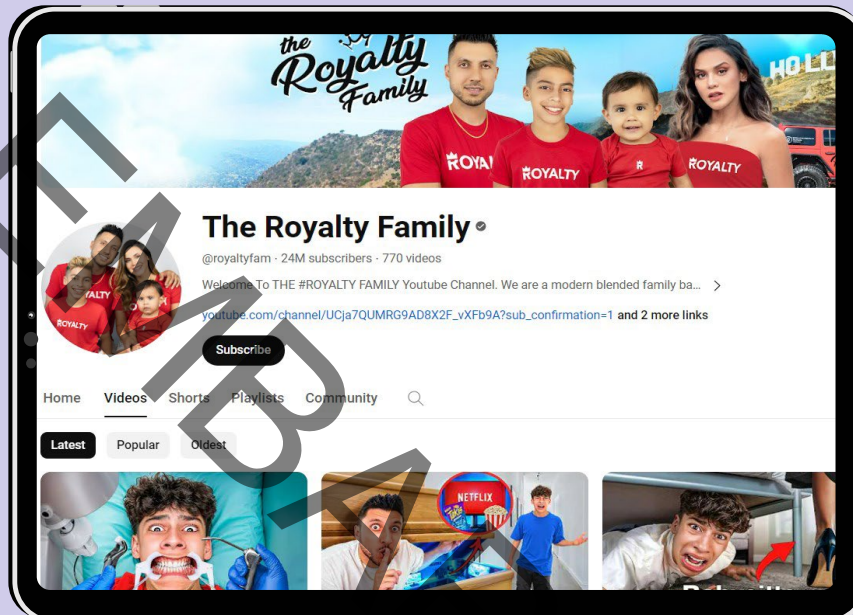 the
Royalty
Family
HOLL
ROYAL
ROYALTY
R
ROYALTY
The Royalty Family
@royaltyfam · 24M subscribers · 770 videos
Welcome To THE #ROYALTY FAMILY Youtube Channel. We are a modern blended family ba...
youtube.com/channel/UCja7QUMRG9AD8X2F_vXFb9A?sub_confirmation=1 and 2 more links
ROYALTY
Subscribe
Home Videos Shorts Playlists Community
Latest Popular Oldest
NETFLIX